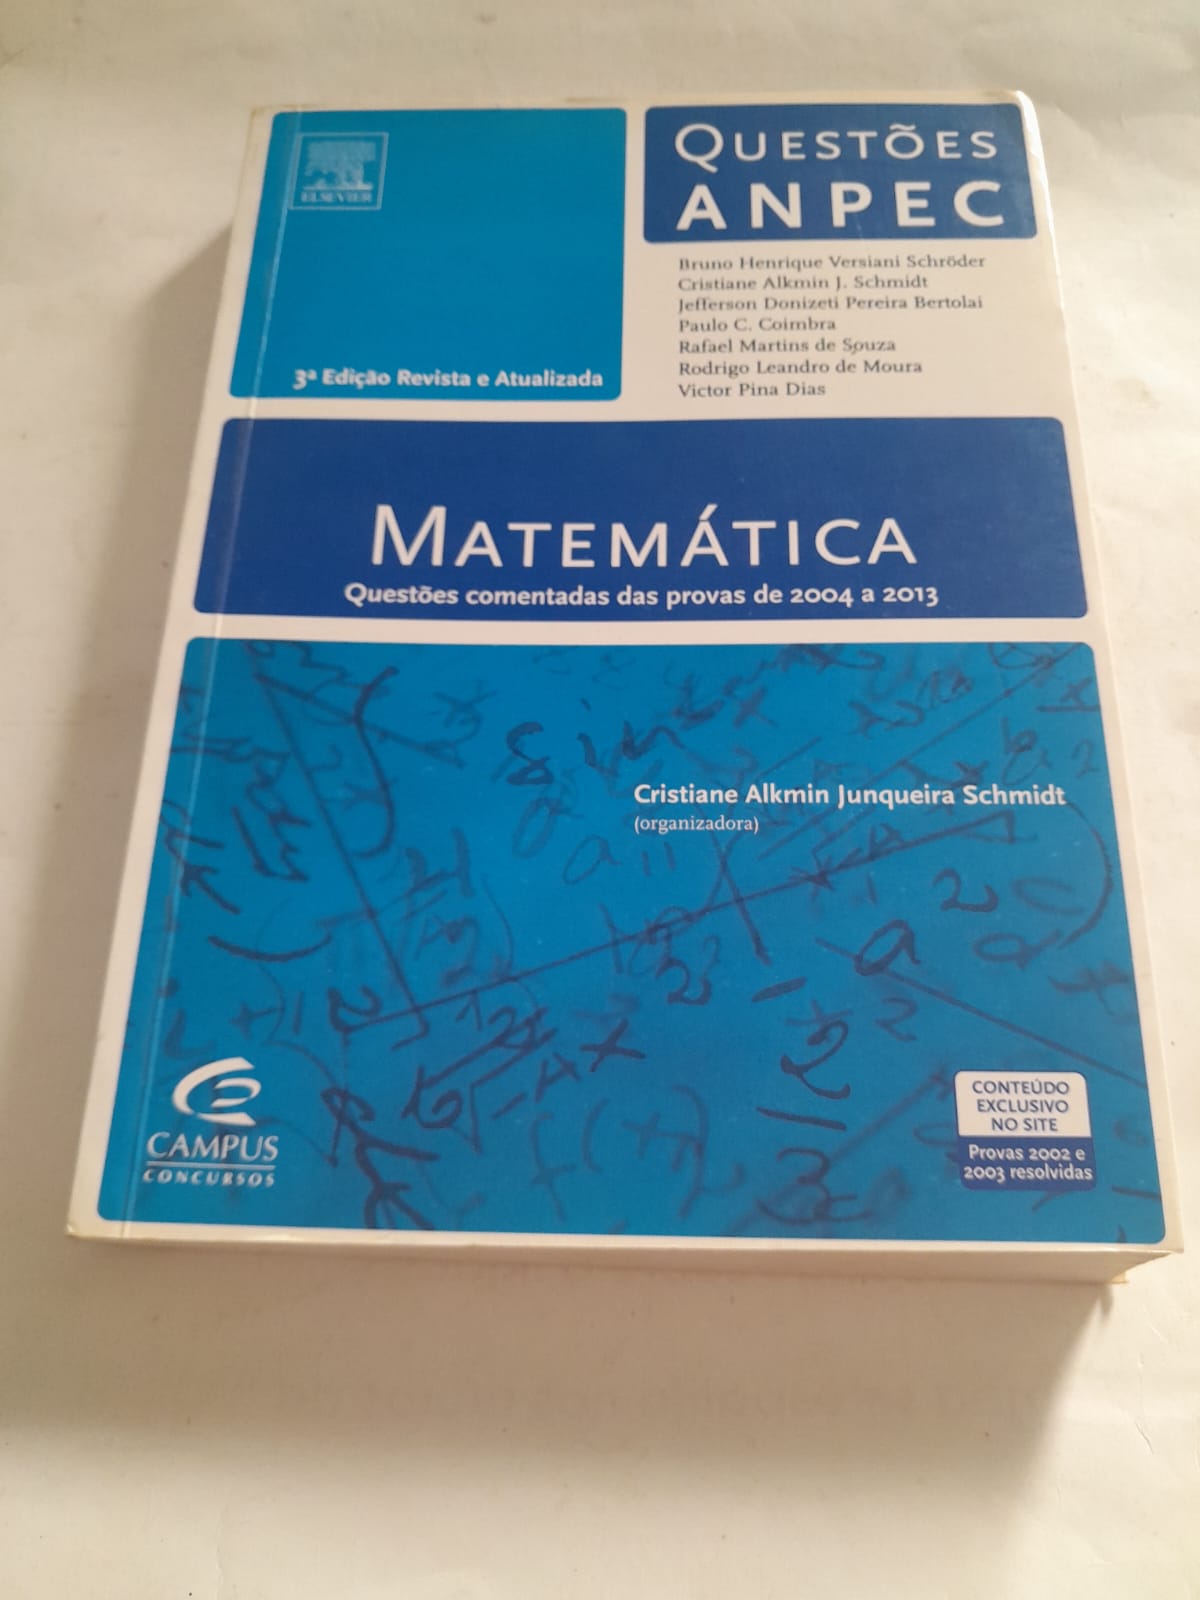 ELSEVIER
3ª Edição Revista e Atualizada
QUESTÕES
ANPEC
Bruno Henrique Versiani Schröder
Cristiane Alkmin J. Schmidt
Jefferson Donizeti Pereira Bertolai
Paulo C. Coimbra
Rafael Martins de Souza
Rodrigo Leandro de Moura
Victor Pina Dias
MATEMÁTICA
Questões comentadas das provas de 2004 a 2013
Cristiane Alkmin Junqueira Schmidt
(organizadora)
CAMPUS
CONCURSOS
CONTEÚDO
EXCLUSIVO
NO SITE
Provas 2002 e
2003 resolvidas